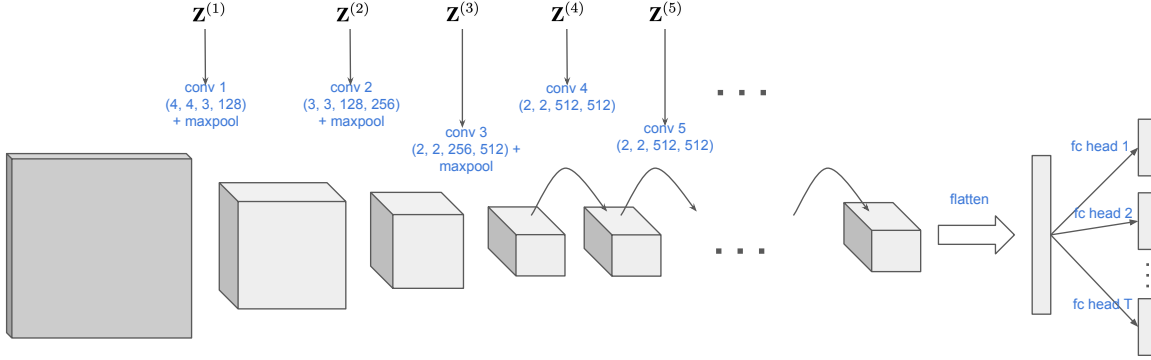 Z(1)
Z(2)
Z(3)
Z(4)
Z(5)
conv 1
(4, 4, 3, 128)
+ maxpool
conv 2
(3, 3, 128, 256)
+ maxpool
conv 3
(2, 2, 256, 512) +
maxpool
conv 4
(2, 2, 512, 512)
conv 5
(2, 2, 512, 512)
. . .
. . .
flatten
fc head 1
fc head 2
fc head T